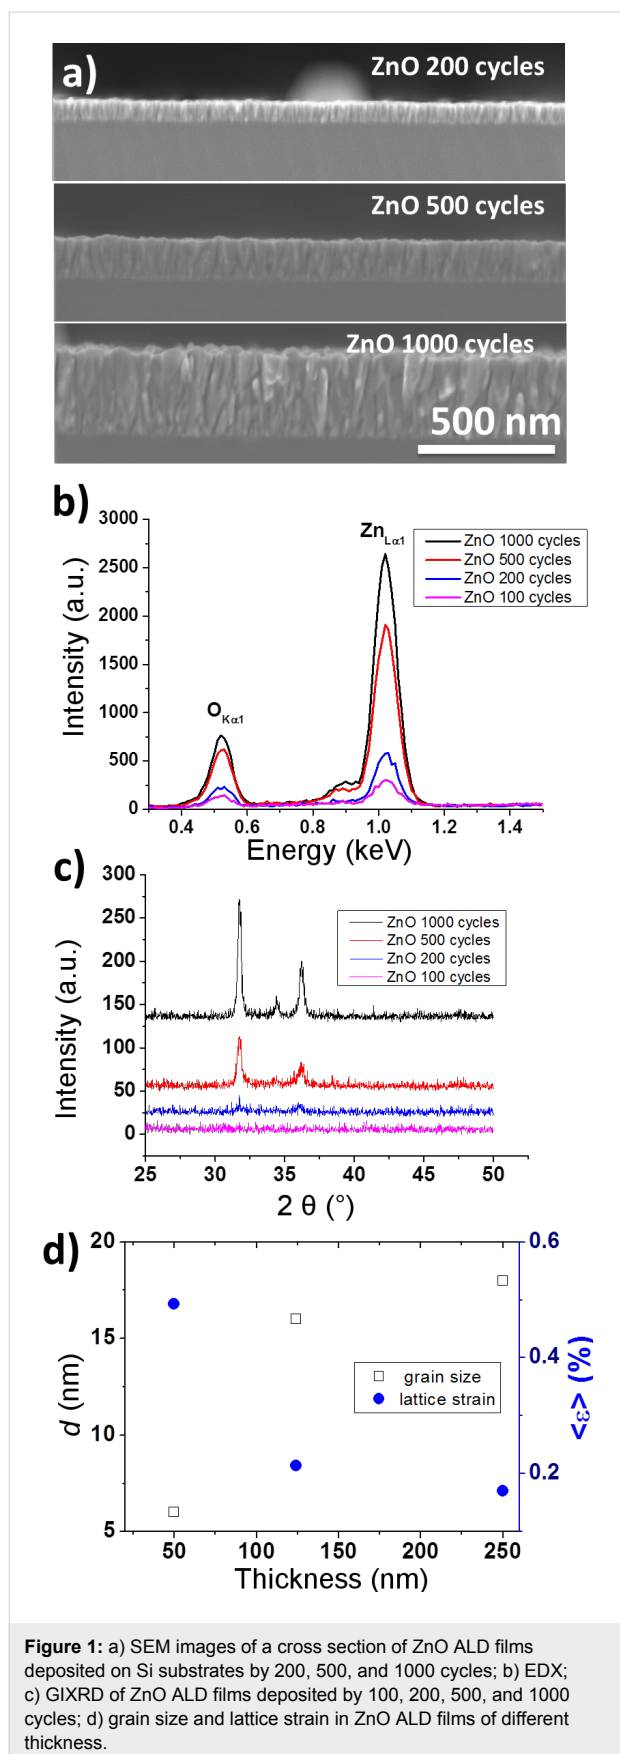 a)
ZnO 200 cycles
ZnO 500 cycles
ZnO 1000 cycles
500 nm
b)
3000
2500
2000
1500
1000
500
0
Intensity (a.u.)
OKα1
ZnLα1
ZnO 1000 cycles
ZnO 500 cycles
ZnO 200 cycles
ZnO 100 cycles
0.4 0.6 0.8 1.0 1.2 1.4
Energy (keV)
c)
300
250
200
150
100
50
0
Intensity (a.u.)
ZnO 1000 cycles
ZnO 500 cycles
ZnO 200 cycles
ZnO 100 cycles
25 30 35 40 45 50
2 θ (°)
d)
20
15
10
5
d (nm)
grain size
lattice strain
0.6
0.4
0.2
<ε> (%)
50 100 150 200 250
Thickness (nm)
Figure 1: a) SEM images of a cross section of ZnO ALD films
deposited on Si substrates by 200, 500, and 1000 cycles; b) EDX;
c) GIXRD of ZnO ALD films deposited by 100, 200, 500, and 1000
cycles; d) grain size and lattice strain in ZnO ALD films of different
thickness.